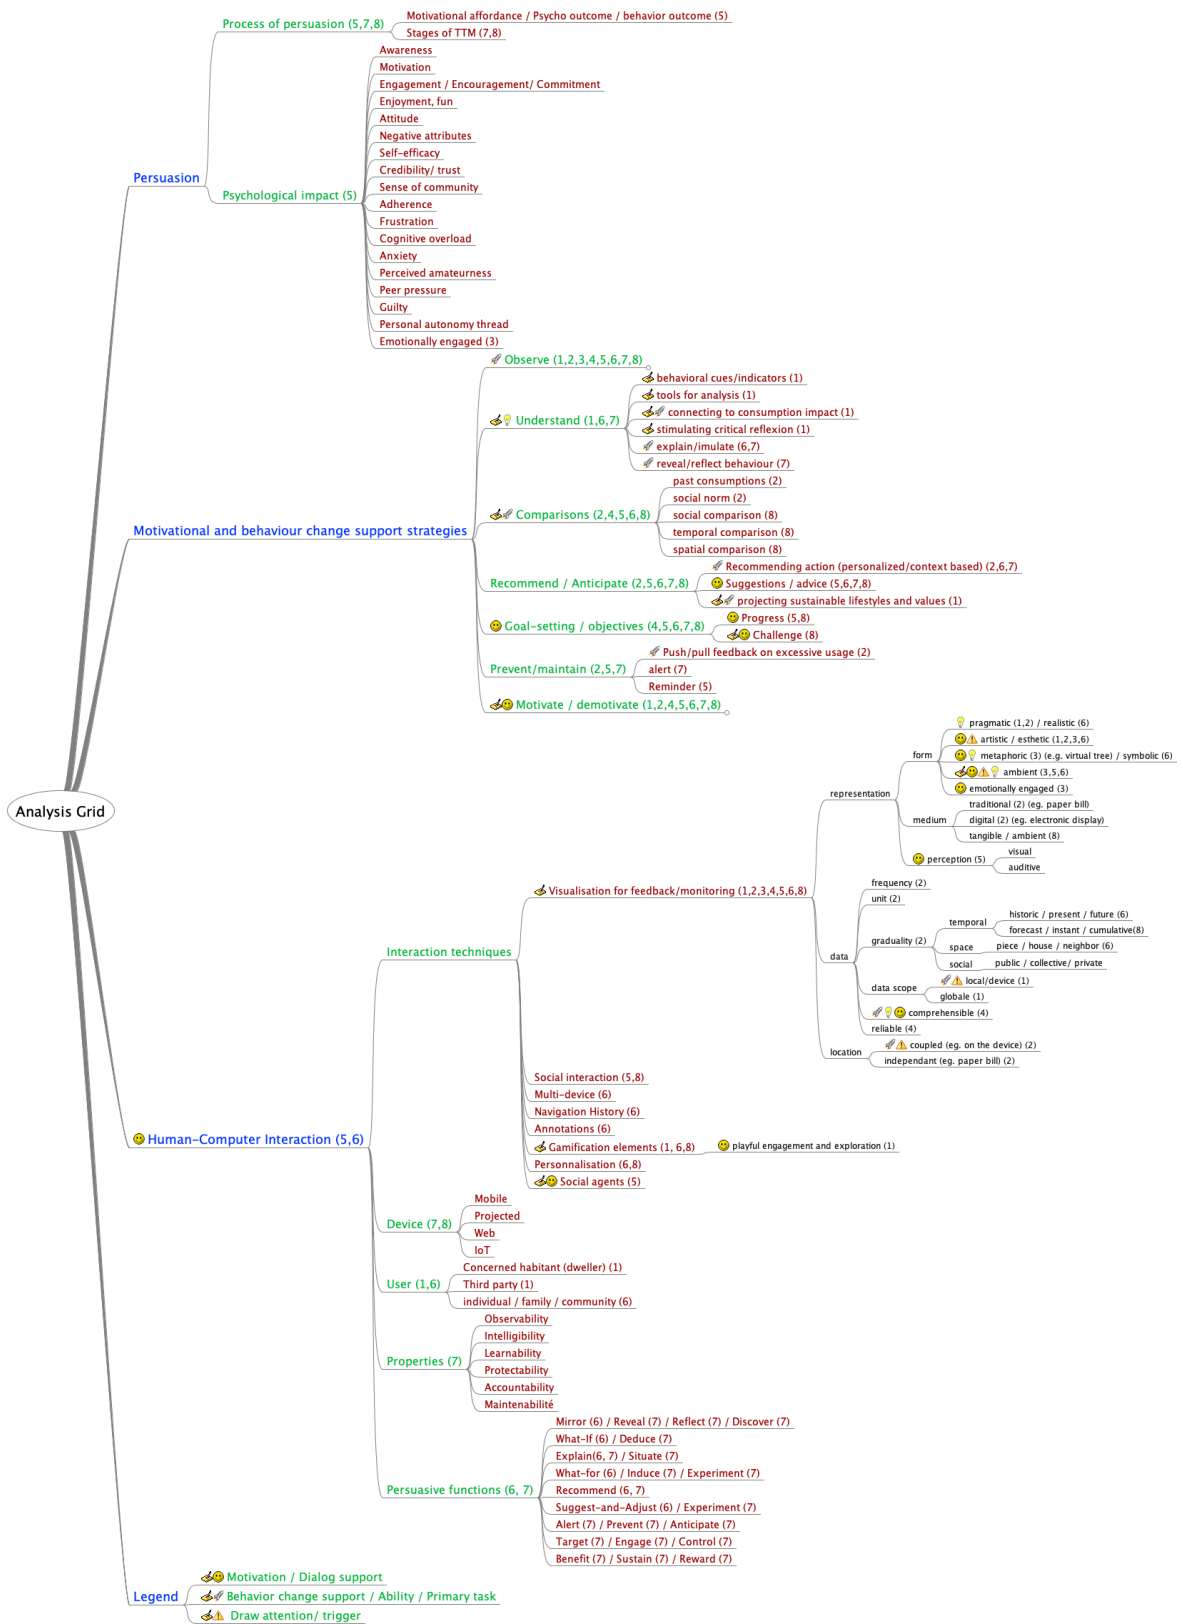 Analysis Grid
Persuasion
Process of persuasion (5,7,8)
Motivational affordance / Psycho outcome / behavior outcome (5)
Stages of TTM (7,8)
Psychological impact (5)
Awareness
Motivation
Engagement / Encouragement/ Commitment
Enjoyment, fun
Attitude
Negative attributes
Self-efficacy
Credibility/ trust
Sense of community
Adherence
Frustration
Cognitive overload
Anxiety
Perceived amateurness
Peer pressure
Guilty
Personal autonomy thread
Emotionally engaged (3)
Motivational and behaviour change support strategies
Observe (1,2,3,4,5,6,7,8)
Understand (1,6,7)
behavioral cues/indicators (1)
tools for analysis (1)
connecting to consumption impact (1)
stimulating critical reflexion (1)
explain/imulate (6,7)
reveal/reflect behaviour (7)
Comparisons (2,4,5,6,8)
past consumptions (2)
social norm (2)
social comparison (8)
temporal comparison (8)
spatial comparison (8)
Recommend / Anticipate (2,5,6,7,8)
Recommending action (personalized/context based) (2,6,7)
Suggestions / advice (5,6,7,8)
projecting sustainable lifestyles and values (1)
Goal-setting / objectives (4,5,6,7,8)
Progress (5,8)
Challenge (8)
Prevent/maintain (2,5,7)
Push/pull feedback on excessive usage (2)
alert (7)
Reminder (5)
Motivate / demotivate (1,2,4,5,6,7,8)
Human-Computer Interaction (5,6)
Interaction techniques
Visualisation for feedback/monitoring (1,2,3,4,5,6,8)
representation
form
pragmatic (1,2) / realistic (6)
artistic / esthetic (1,2,3,6)
metaphoric (3) (e.g. virtual tree) / symbolic (6)
ambient (3,5,6)
emotionally engaged (3)
medium
traditional (2) (eg. paper bill)
digital (2) (eg. electronic display)
tangible / ambient (8)
perception (5)
visual
auditive
data
frequency (2)
unit (2)
graduality (2)
temporal
historic / present / future (6)
forecast / instant / cumulative(8)
space
piece / house / neighbor (6)
social
public / collective/ private
data scope
local/device (1)
globale (1)
comprehensible (4)
reliable (4)
location
coupled (eg. on the device) (2)
independant (eg. paper bill) (2)
Social interaction (5,8)
Multi-device (6)
Navigation History (6)
Annotations (6)
Gamification elements (1, 6,8)
playful engagement and exploration (1)
Personnalisation (6,8)
Social agents (5)
Device (7,8)
Mobile
Projected
Web
IoT
User (1,6)
Concerned habitant (dweller) (1)
Third party (1)
individual / family / community (6)
Properties (7)
Observability
Intelligibility
Learnability
Protectability
Accountability
Maintenabilité
Persuasive functions (6, 7)
Mirror (6) / Reveal (7) / Reflect (7) / Discover (7)
What-If (6) / Deduce (7)
Explain(6, 7) / Situate (7)
What-for (6) / Induce (7) / Experiment (7)
Recommend (6, 7)
Suggest-and-Adjust (6) / Experiment (7)
Alert (7) / Prevent (7) / Anticipate (7)
Target (7) / Engage (7) / Control (7)
Benefit (7) / Sustain (7) / Reward (7)
Legend
Motivation / Dialog support
Behavior change support / Ability / Primary task
Draw attention/ trigger